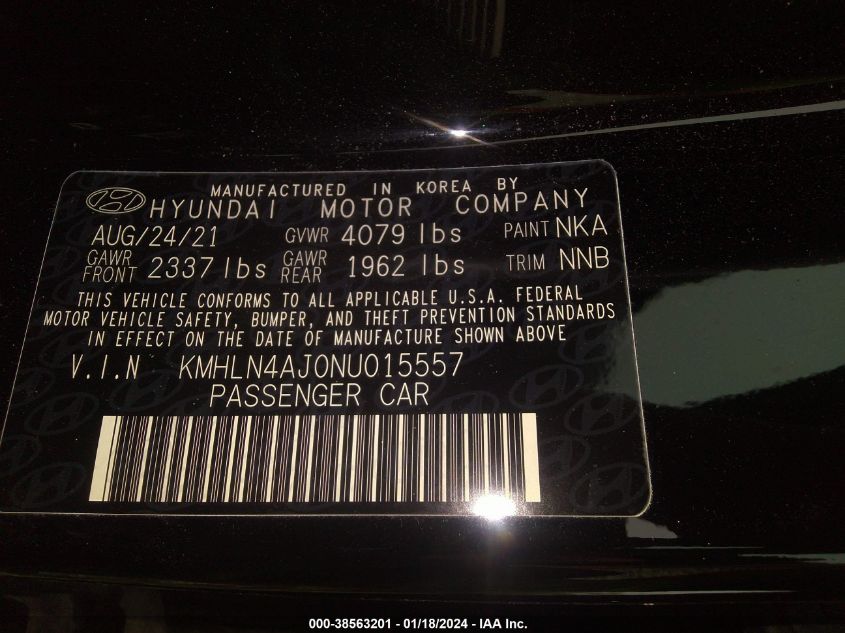 MANUFACTURED IN KOREA BY
HYUNDAI MOTOR COMPANY
AUG/24/21 GVWR 4079 lbs PAINT NKA
GAWR FRONT 2337 lbs GAWR REAR 1962 lbs TRIM NNB
THIS VEHICLE CONFORMS TO ALL APPLICABLE U.S.A. FEDERAL
MOTOR VEHICLE SAFETY, BUMPER, AND THEFT PREVENTION STANDARDS
IN EFFECT ON THE DATE OF MANUFACTURE SHOWN ABOVE
V.I.N KMHLN4AJ0NU015557
PASSENGER CAR
000-38563201 - 01/18/2024 - IAA Inc.